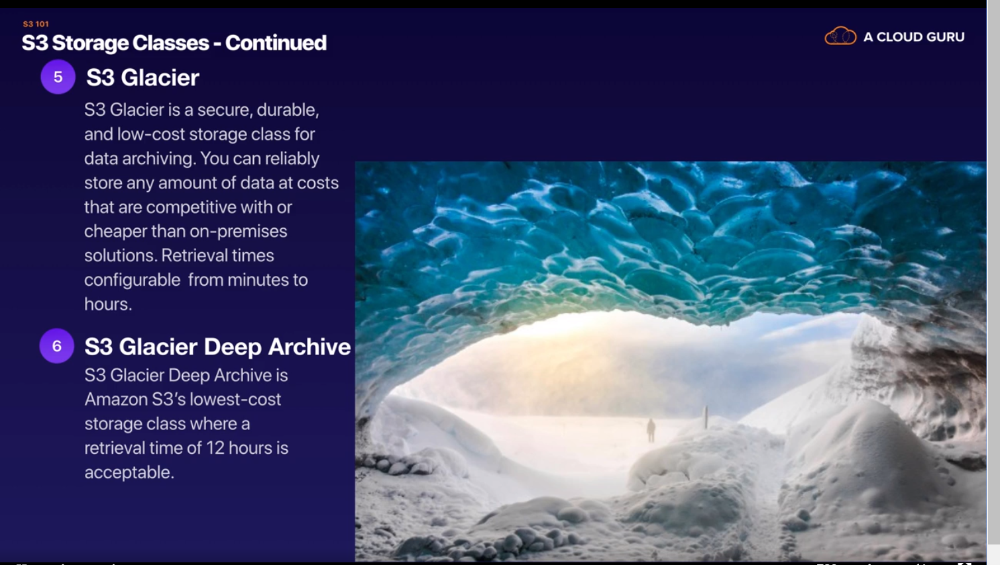 S3 101
S3 Storage Classes - Continued
A CLOUD GURU
5 S3 Glacier
S3 Glacier is a secure, durable,
and low-cost storage class for
data archiving. You can reliably
store any amount of data at costs
that are competitive with or
cheaper than on-premises
solutions. Retrieval times
configurable from minutes to
hours.
6 S3 Glacier Deep Archive
S3 Glacier Deep Archive is
Amazon S3's lowest-cost
storage class where a
retrieval time of 12 hours is
acceptable.